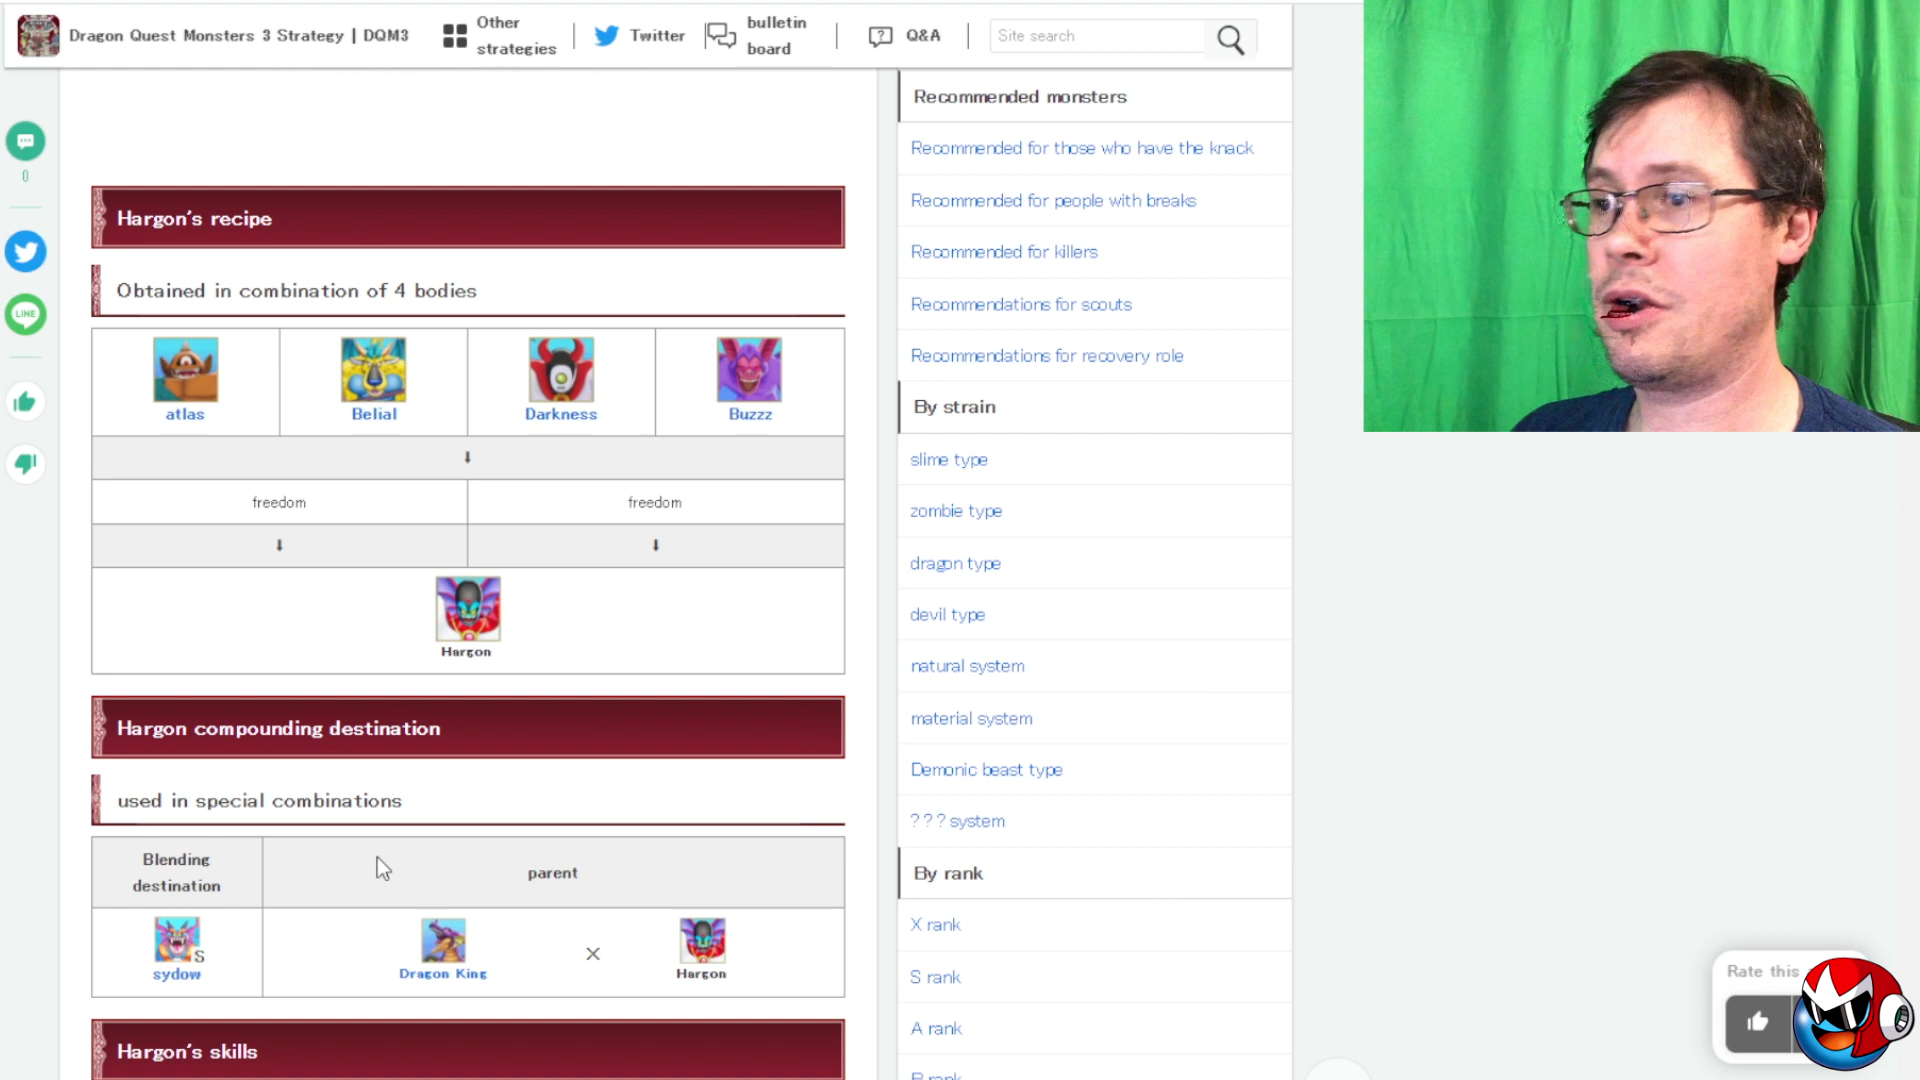 Dragon Quest Monsters 3 Strategy | DQM3
Other
strategies
Twitter
bulletin
board
Q&A
Site search
0
LINE
Hargon's recipe
Obtained in combination of 4 bodies
atlas
Belial
Darkness
Buzzz
⬇
freedom
freedom
⬇
⬇
Hargon
Hargon compounding destination
used in special combinations
Blending
destination
parent
S
sydow
Dragon King
×
Hargon
Hargon's skills
Recommended monsters
Recommended for those who have the knack
Recommended for people with breaks
Recommended for killers
Recommendations for scouts
Recommendations for recovery role
By strain
slime type
zombie type
dragon type
devil type
natural system
material system
Demonic beast type
? ? ? system
By rank
X rank
S rank
A rank
Rate this